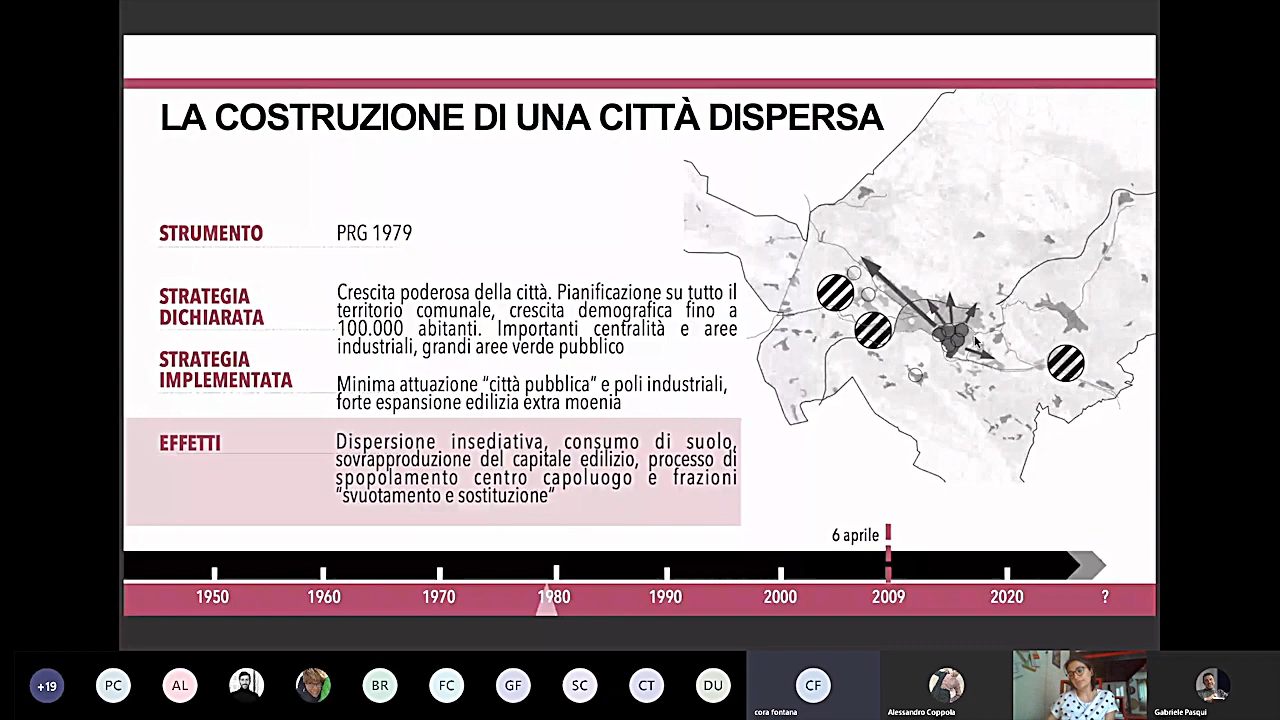 LA COSTRUZIONE DI UNA CITTÀ DISPERSA
STRUMENTO
PRG 1979
STRATEGIA
DICHIARATA
Crescita poderosa della città. Pianificazione su tutto il
territorio comunale, crescita demografica fino a
100.000 abitanti. Importanti centralità e aree
industriali, grandi aree verde pubblico
STRATEGIA
IMPLEMENTATA
Minima attuazione “città pubblica” e poli industriali,
forte espansione edilizia extra moenia
EFFETTI
Dispersione insediativa, consumo di suolo,
sovrapproduzione del capitale edilizio, processo di
spopolamento centro capoluogo e frazioni
“svuotamento e sostituzione”
6 aprile
1950 1960 1970 1980 1990 2000 2009 2020 ?
+19 PC AL BR FC GF SC CT DU CF
cora fontana
Alessandro Coppola
Gabriele Pasqui